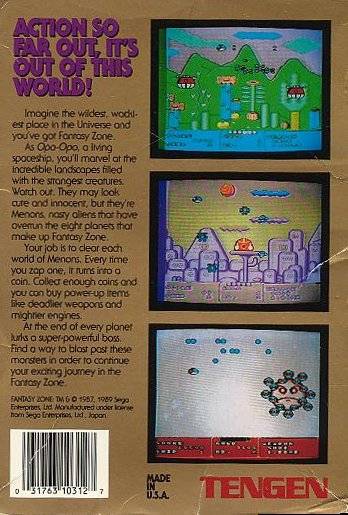 ACTION SO
FAR OUT, IT'S
OUT OF THIS
WORLD!
Imagine the wildest, wacki-
est place in the Universe and
you've got Fantasy Zone.
As Opa-Opa, a living
spaceship, you'll marvel at the
incredible landscapes filled
with the strangest creatures.
Watch out. They may look
cute and innocent, but they're
Menons, nasty aliens that have
overrun the eight planets that
make up Fantasy Zone.
Your job is to clear each
world of Menons. Every time
you zap one, it turns into a
coin. Collect enough coins and
you can buy power-up items
like deadlier weapons and
mightier engines.
At the end of every planet
lurks a super-powerful boss.
Find a way to blast past these
monsters in order to continue
your exciting journey in the
Fantasy Zone.
FANTASY ZONE: TM & © 1987, 1989 Sega
Enterprises, Ltd. Manufactured under license
from Sega Enterprises, Ltd., Japan.
0 31763 10312 7
MADE
IN
U.S.A.
TENGEN